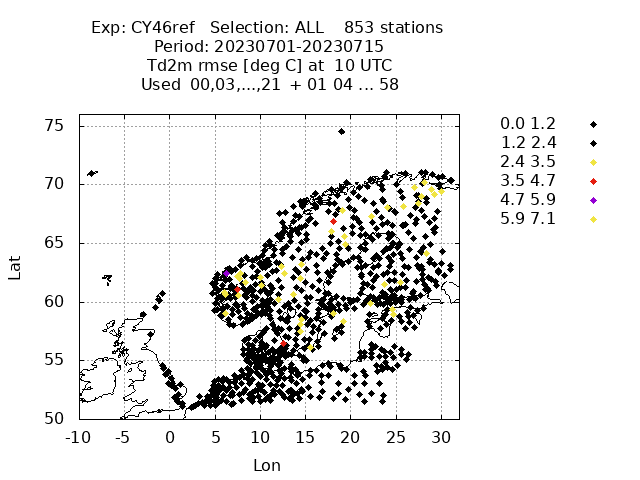 Exp: CY46ref   Selection: ALL    853 stations
Period: 20230701-20230715
Td2m rmse [deg C] at  10 UTC
Used  00,03,...,21  + 01 04 ... 58
75
70
65
60
55
50
-10 -5 0 5 10 15 20 25 30
Lat
Lon
0.0 1.2
1.2 2.4
2.4 3.5
3.5 4.7
4.7 5.9
5.9 7.1